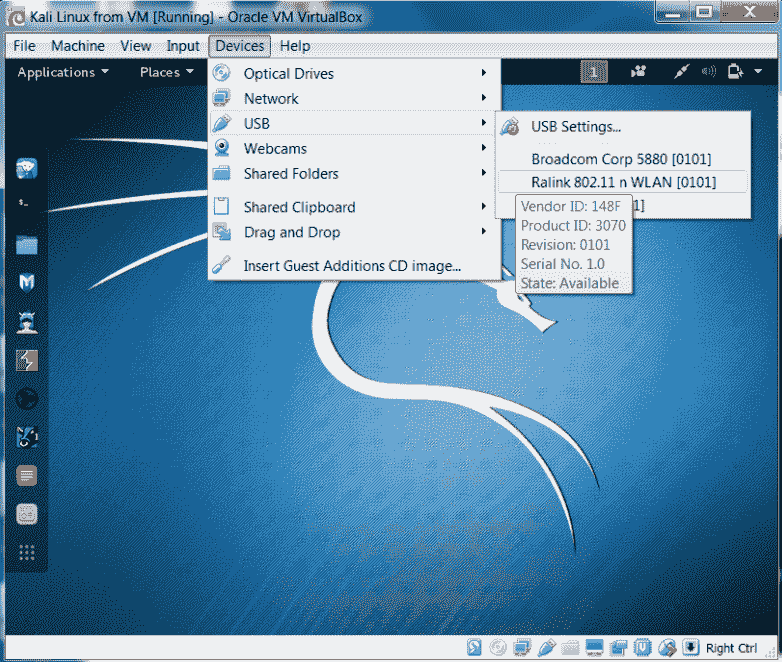 Kali Linux from VM [Running] - Oracle VM VirtualBox
File Machine View Input Devices Help
Applications Places 1
Optical Drives
Network
USB
Webcams
Shared Folders
Shared Clipboard
Drag and Drop
Insert Guest Additions CD image...
USB Settings...
Broadcom Corp 5880 [0101]
Ralink 802.11 n WLAN [0101]
Vendor ID: 148F
Product ID: 3070
Revision: 0101
Serial No. 1.0
State: Available
Right Ctrl